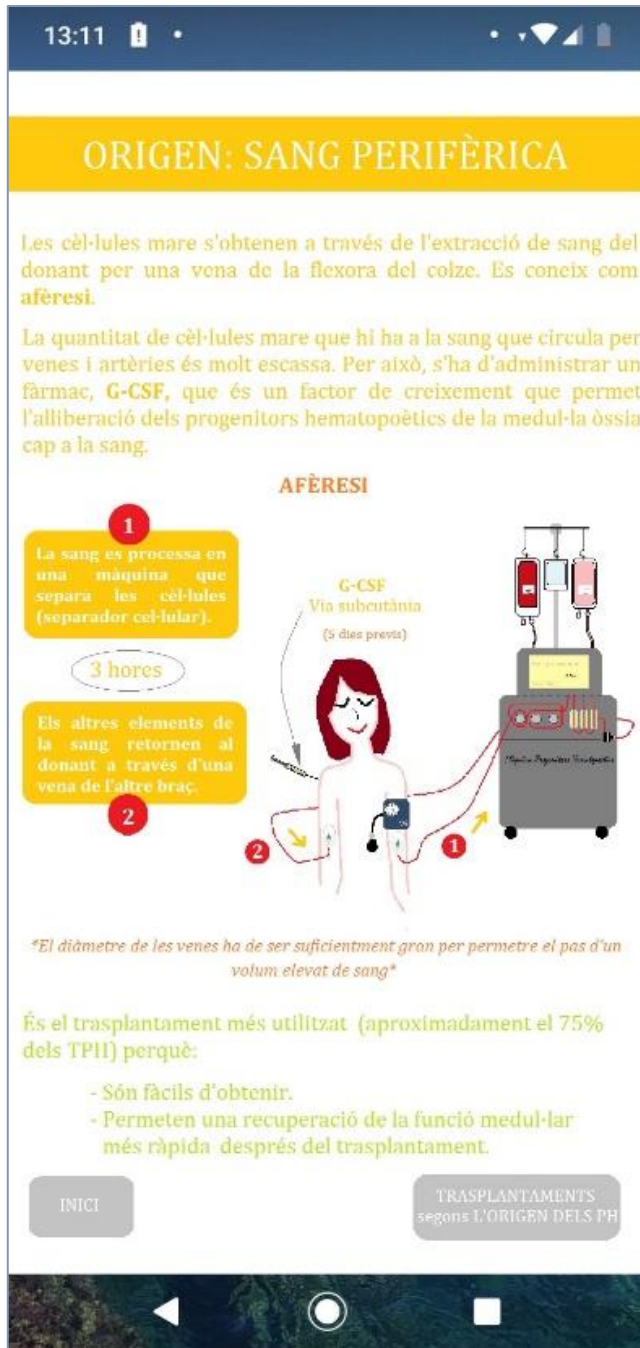 13:11
ORIGEN: SANG PERIFÈRICA
Les cèl·lules mare s'obtenen a través de l'extracció de sang del
donant per una vena de la flexora del colze. Es coneix com
afèresi.
La quantitat de cèl·lules mare que hi ha a la sang que circula per
venes i artèries és molt escassa. Per això, s'ha d'administrar un
fàrmac, G-CSF, que és un factor de creixement que permet
l'alliberació dels progenitors hematopoètics de la medul·la òssia
cap a la sang.
AFÈRESI
1
La sang es processa en
una màquina que
separa les cèl·lules
(separador cel·lular).
3 hores
Els altres elements de
la sang retornen al
donant a través d'una
vena de l'altre braç.
2
G-CSF
Via subcutània
(5 dies previs)
2
1
*El diàmetre de les venes ha de ser suficientment gran per permetre el pas d'un
volum elevat de sang*
És el trasplantament més utilitzat (aproximadament el 75%
dels TPH) perquè:
- Són fàcils d'obtenir.
- Permeten una recuperació de la funció medul·lar
més ràpida després del trasplantament.
INICI
TRASPLANTAMENTS
segons L'ORIGEN DELS PH